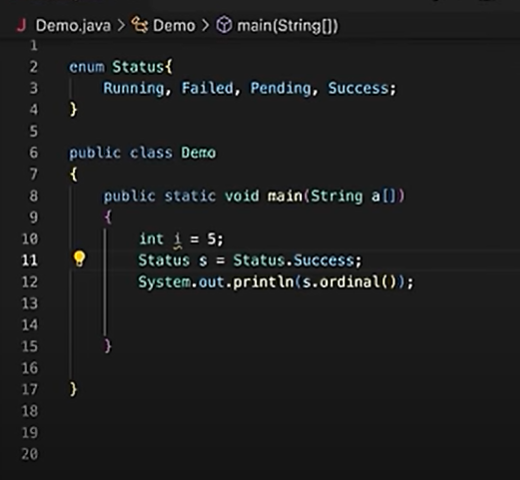 Demo.java > Demo > main(String[])
1
2 enum Status{
3 Running, Failed, Pending, Success;
4 }
5
6 public class Demo
7 {
8 public static void main(String a[])
9 {
10 int i = 5;
11 Status s = Status.Success;
12 System.out.println(s.ordinal());
13
14
15 }
16
17 }
18
19
20